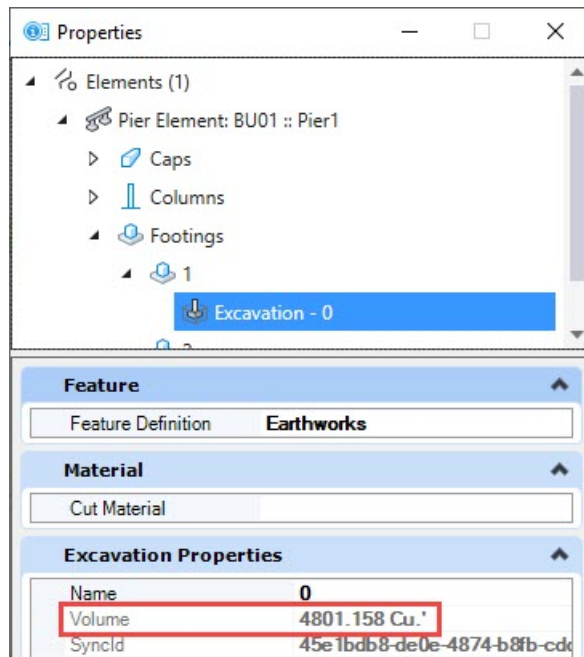 Properties
Elements (1)
Pier Element: BU01 :: Pier1
Caps
Columns
Footings
1
Excavation - 0
Feature
Feature Definition Earthworks
Material
Cut Material
Excavation Properties
Name 0
Volume 4801.158 Cu.'
SyncId 45e1bdb8-de0e-4874-b8fb-cdc